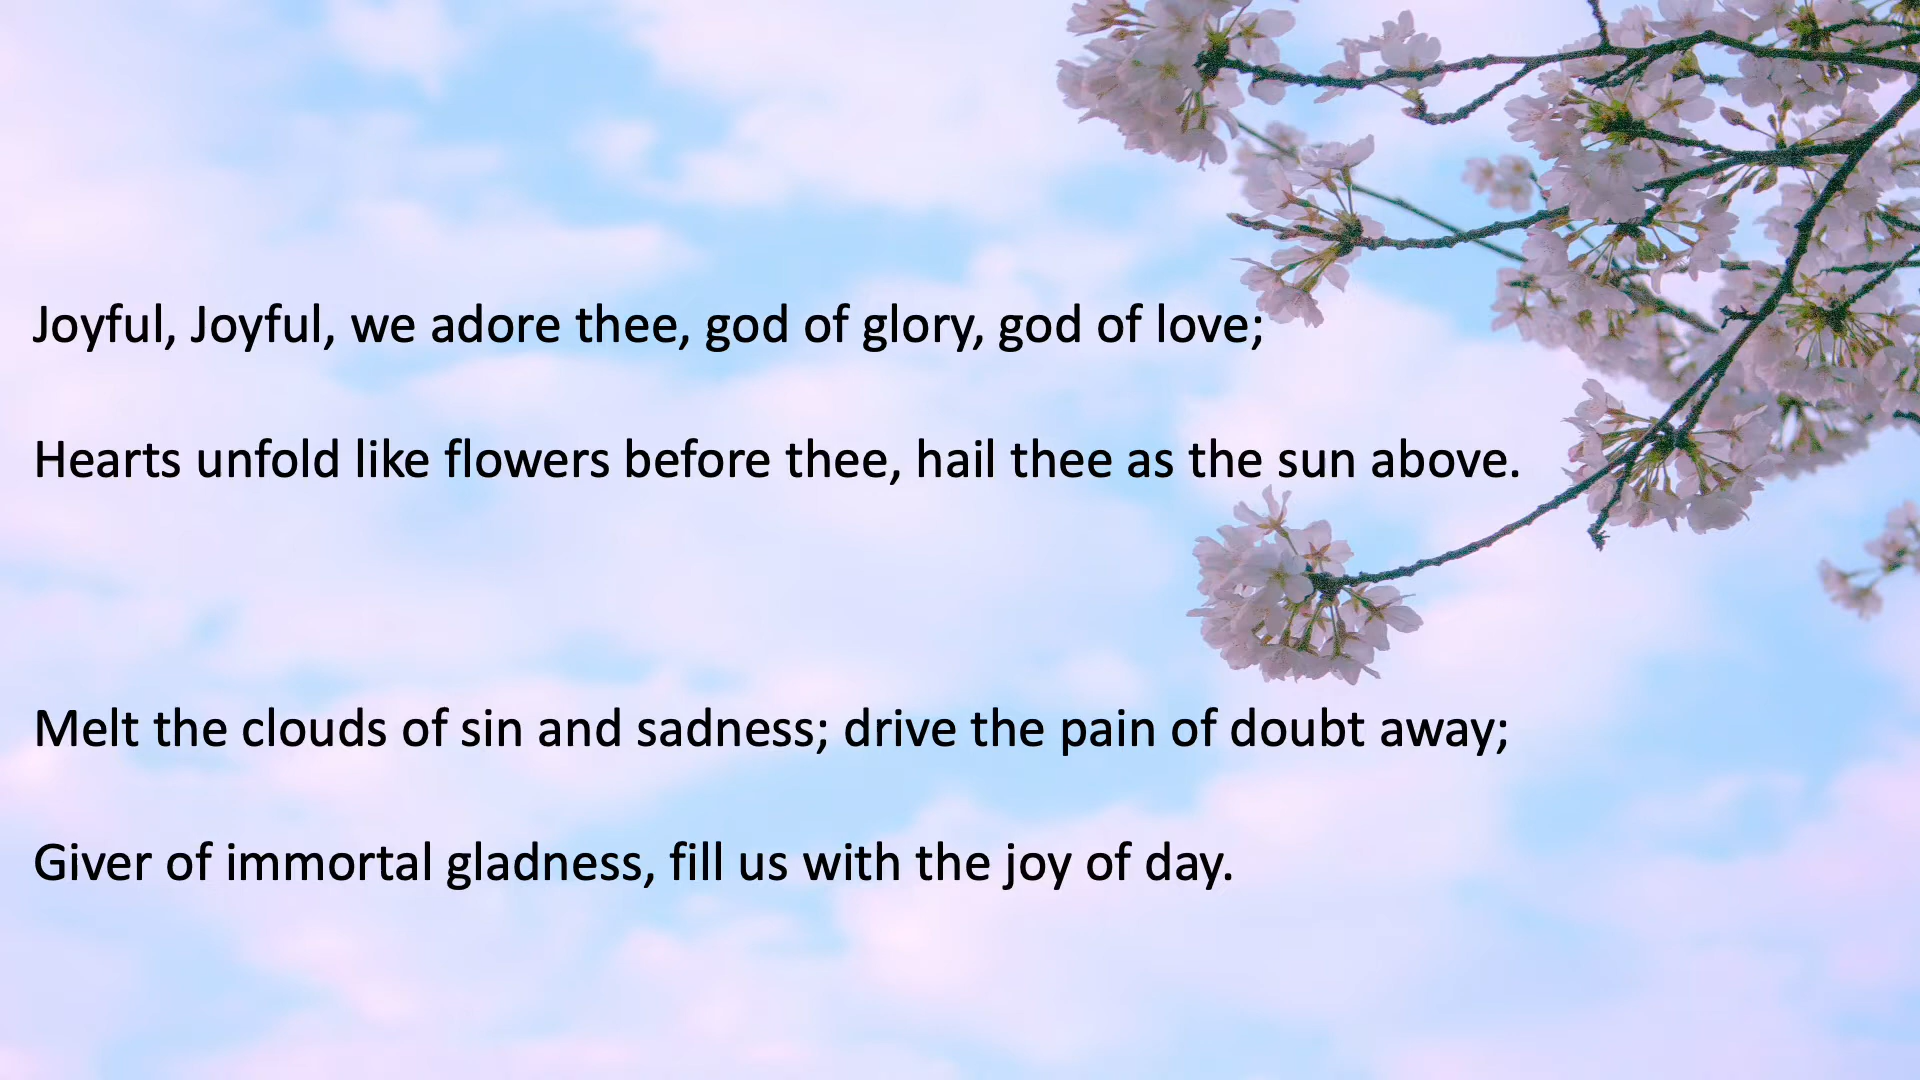 Joyful, Joyful, we adore thee, god of glory, god of love;
Hearts unfold like flowers before thee, hail thee as the sun above.
Melt the clouds of sin and sadness; drive the pain of doubt away;
Giver of immortal gladness, fill us with the joy of day.